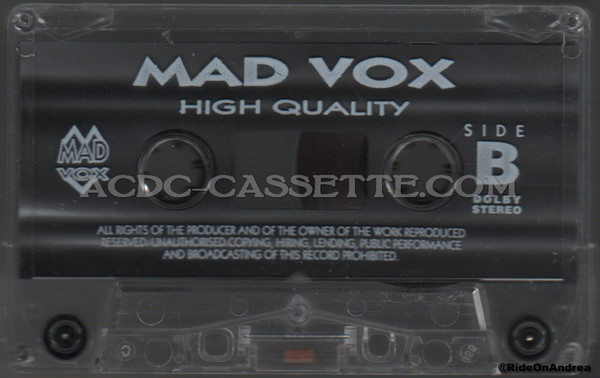 MAD VOX
HIGH QUALITY
SIDE
B
MAD
VOX
ACDC-CASSETTE.COM
DOLBY
STEREO
ALL RIGHTS OF THE PRODUCER AND OF THE OWNER OF THE WORK REPRODUCED
RESERVED. UNAUTHORISED COPYING, HIRING, LENDING, PUBLIC PERFORMANCE
AND BROADCASTING OF THIS RECORD PROHIBITED.
@RideOnAndrea